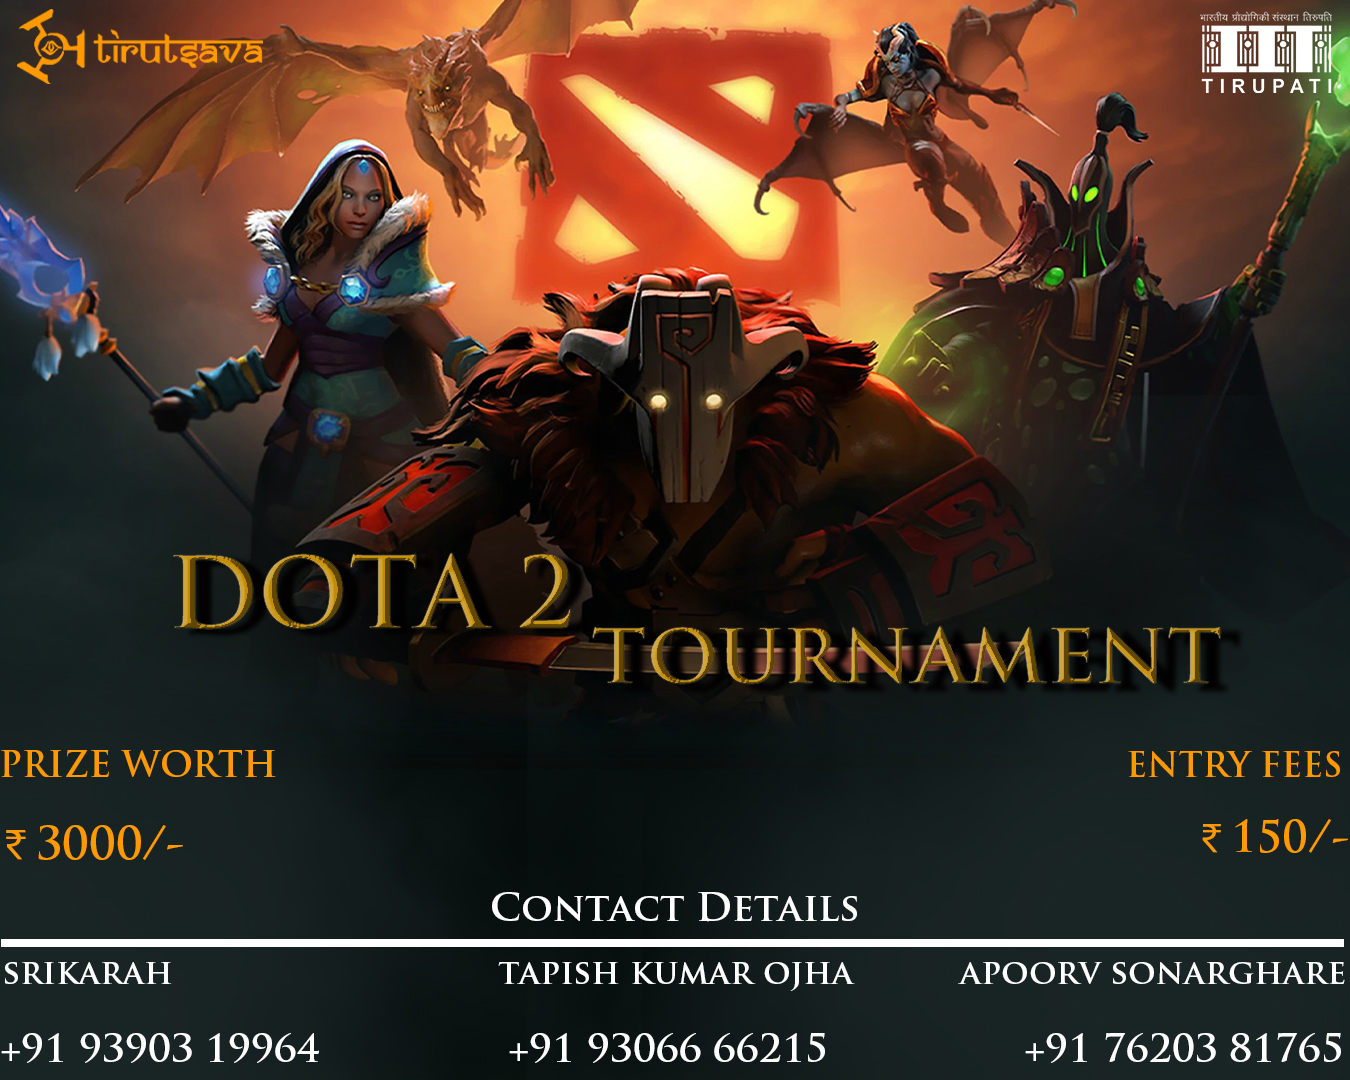 tirutsava
भारतीय प्रौद्योगिकी संस्थान तिरुपति
TIRUPATI
DOTA 2
TOURNAMENT
PRIZE WORTH
ENTRY FEES
₹ 3000/-
₹ 150/-
CONTACT DETAILS
SRIKARAH
TAPISH KUMAR OJHA
APOORV SONARGHARE
+91 93903 19964
+91 93066 66215
+91 76203 81765